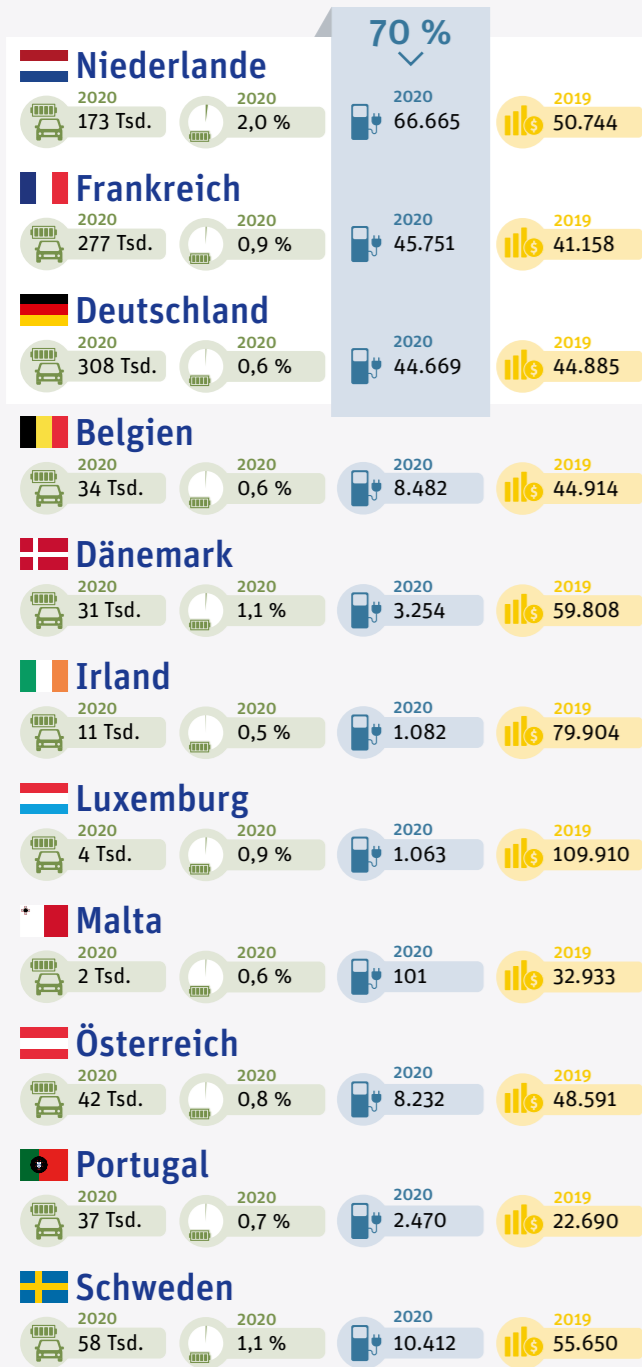 70 %
Niederlande
2020 2020 2020 2019
173 Tsd. 2,0 % 66.665 50.744
Frankreich
2020 2020 2020 2019
277 Tsd. 0,9 % 45.751 41.158
Deutschland
2020 2020 2020 2019
308 Tsd. 0,6 % 44.669 44.885
Belgien
2020 2020 2020 2019
34 Tsd. 0,6 % 8.482 44.914
Dänemark
2020 2020 2020 2019
31 Tsd. 1,1 % 3.254 59.808
Irland
2020 2020 2020 2019
11 Tsd. 0,5 % 1.082 79.904
Luxemburg
2020 2020 2020 2019
4 Tsd. 0,9 % 1.063 109.910
Malta
2020 2020 2020 2019
2 Tsd. 0,6 % 101 32.933
Österreich
2020 2020 2020 2019
42 Tsd. 0,8 % 8.232 48.591
Portugal
2020 2020 2020 2019
37 Tsd. 0,7 % 2.470 22.690
Schweden
2020 2020 2020 2019
58 Tsd. 1,1 % 10.412 55.650